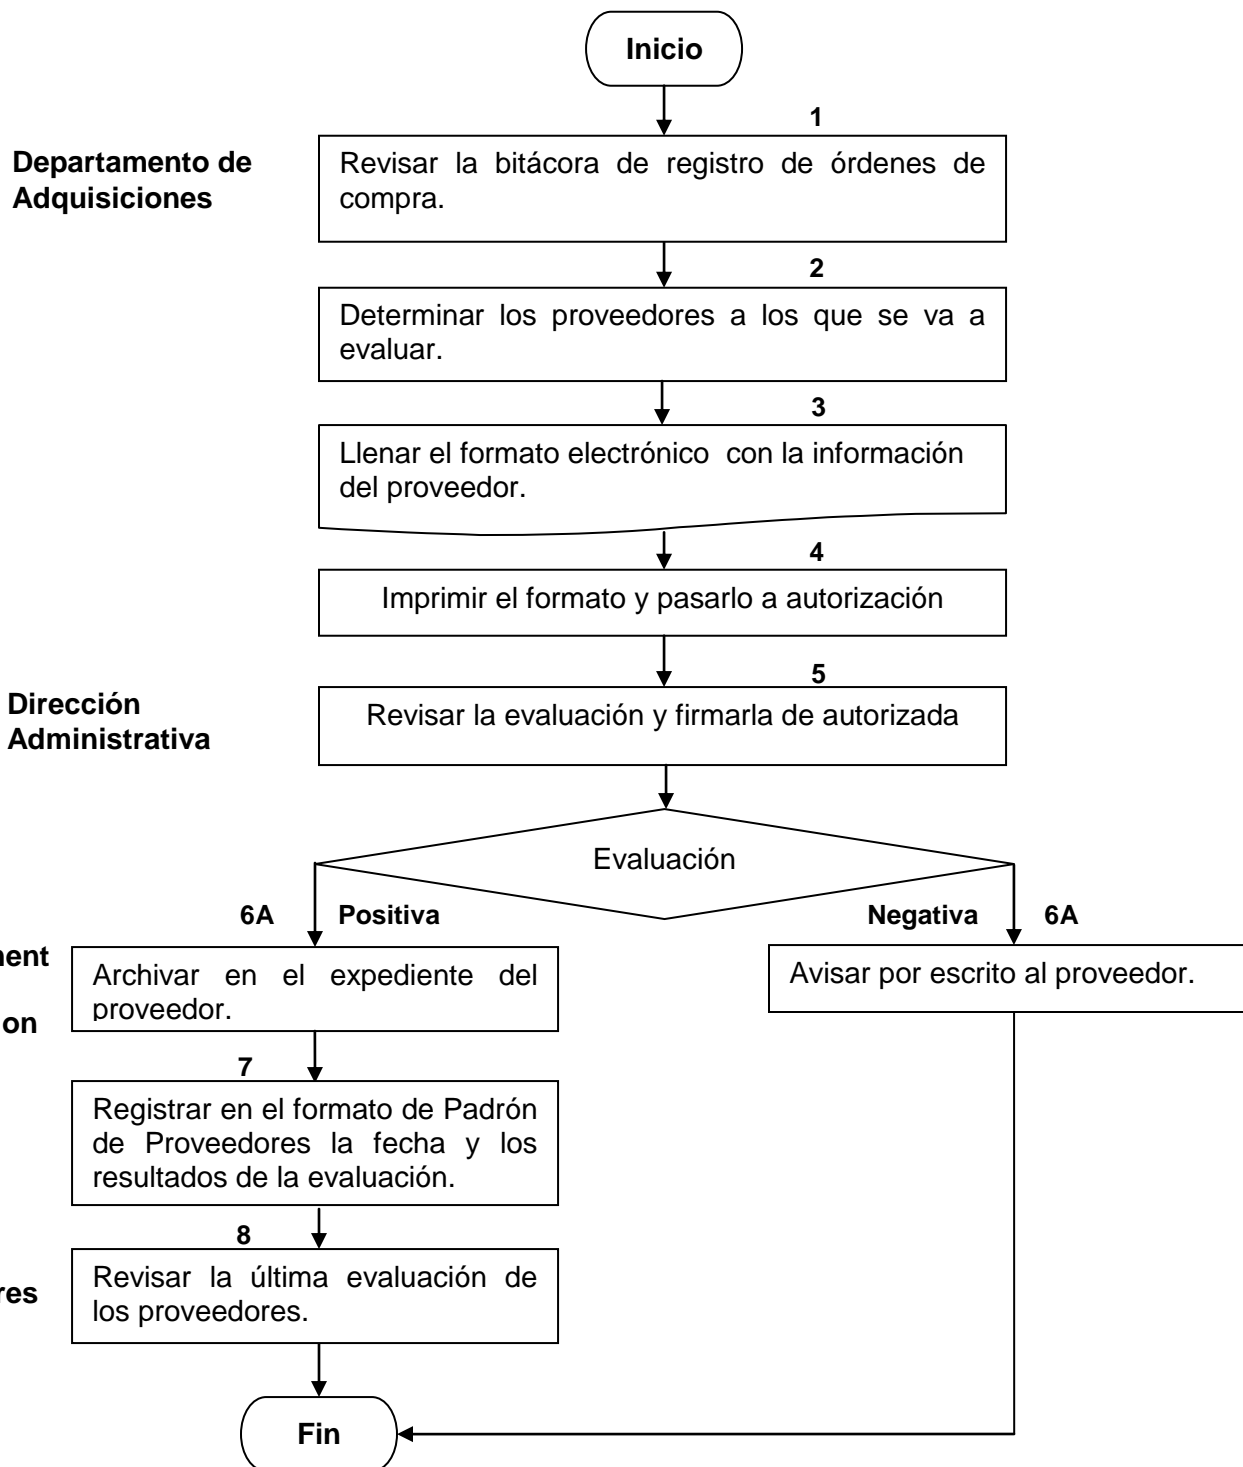 Inicio
1
Departamento de
Adquisiciones
Revisar la bitácora de registro de órdenes de
compra.
2
Determinar los proveedores a los que se va a
evaluar.
3
Llenar el formato electrónico con la información
del proveedor.
4
Imprimir el formato y pasarlo a autorización
5
Dirección
Administrativa
Revisar la evaluación y firmarla de autorizada
Evaluación
6A Positiva
Negativa 6A
Archivar en el expediente del
proveedor.
Avisar por escrito al proveedor.
7
Registrar en el formato de Padrón
de Proveedores la fecha y los
resultados de la evaluación.
8
Revisar la última evaluación de
los proveedores.
Fin